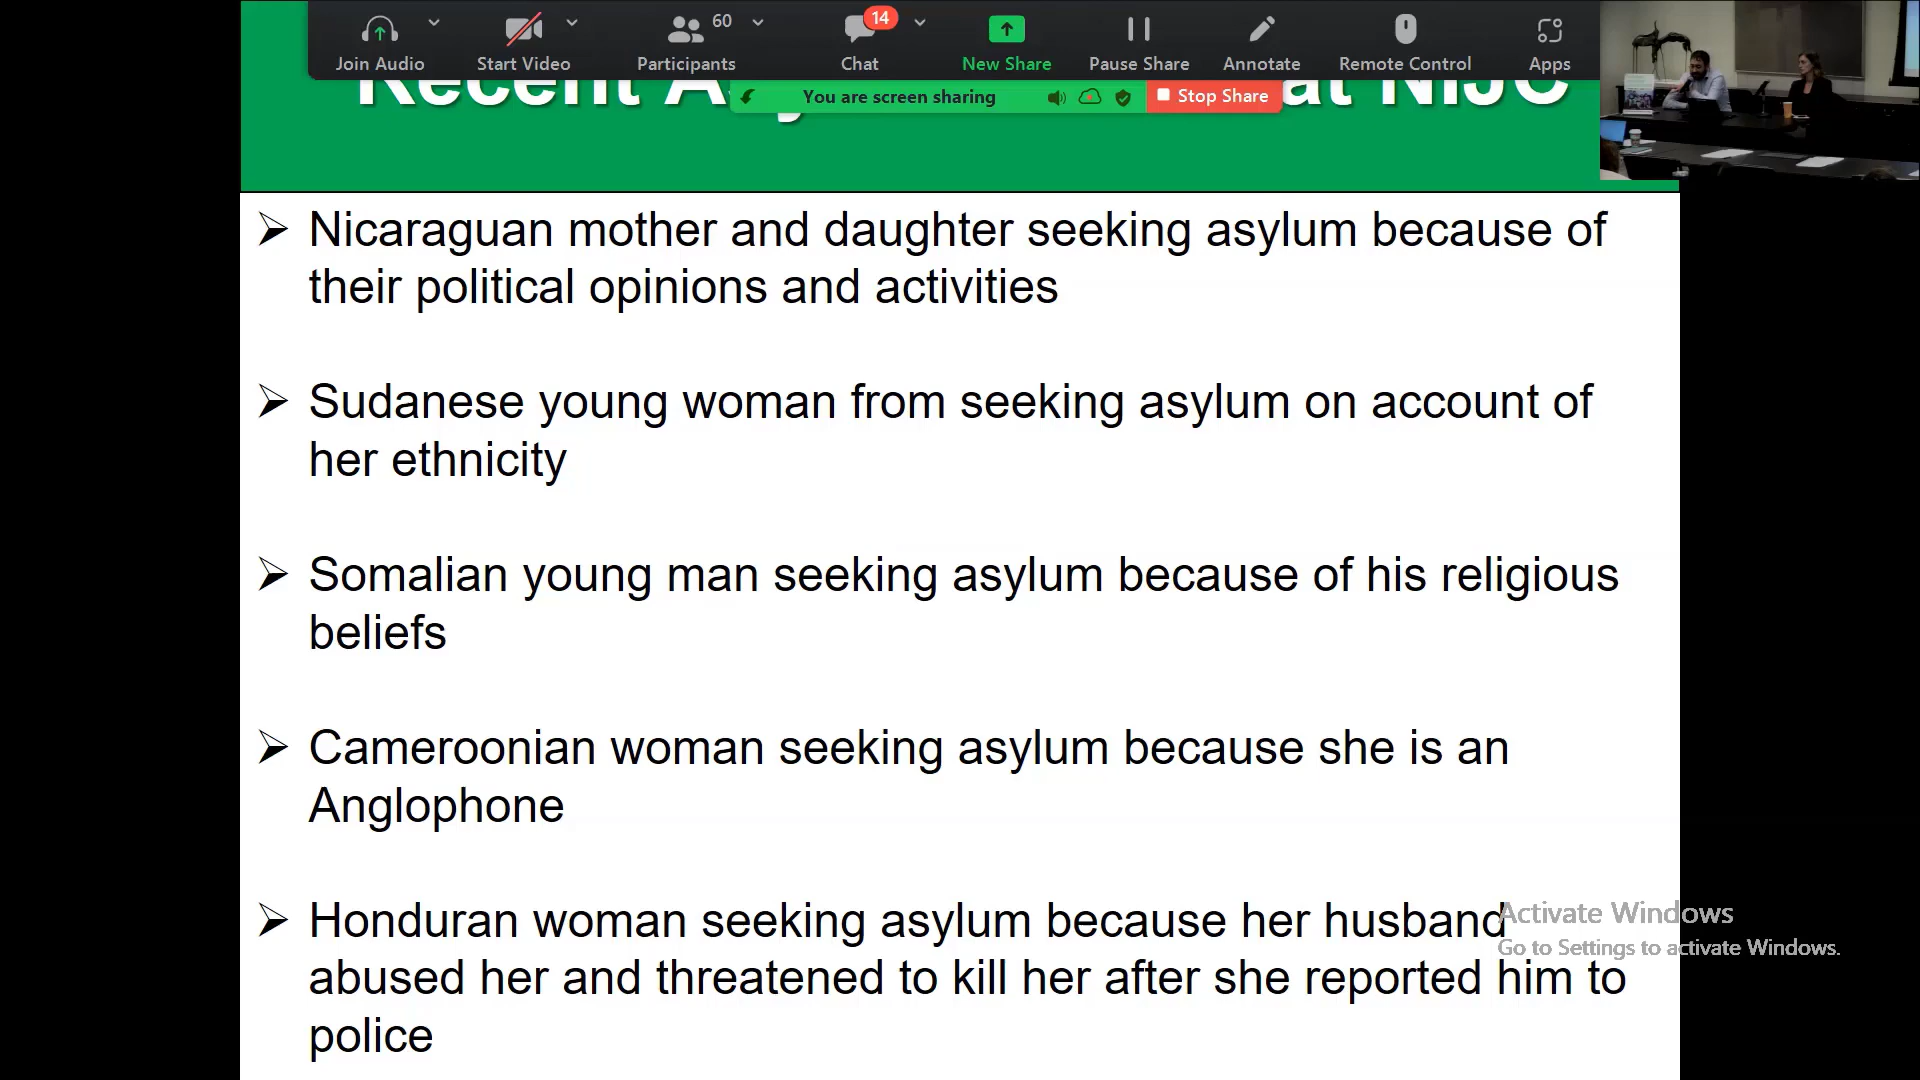 60
14
Join Audio
Start Video
Participants
Chat
New Share
Pause Share
Annotate
Remote Control
Apps
Recent
at NIJC
You are screen sharing
Stop Share
Nicaraguan mother and daughter seeking asylum because of
their political opinions and activities
Sudanese young woman from seeking asylum on account of
her ethnicity
Somalian young man seeking asylum because of his religious
beliefs
Cameroonian woman seeking asylum because she is an
Anglophone
Honduran woman seeking asylum because her husband
abused her and threatened to kill her after she reported him to
police
Activate Windows
Go to Settings to activate Windows.